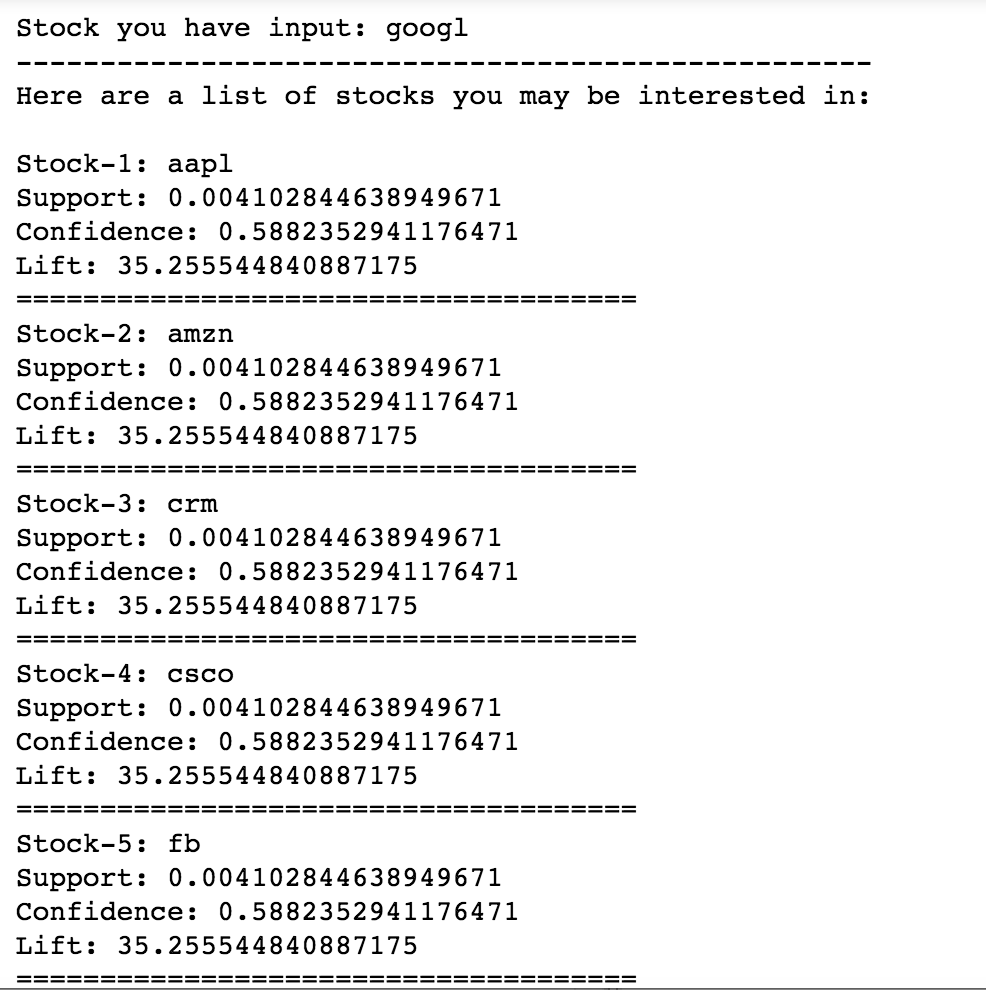 Stock you have input: googl
---------------------------------------------------
Here are a list of stocks you may be interested in:

Stock-1: aapl
Support: 0.004102844638949671
Confidence: 0.5882352941176471
Lift: 35.255544840887175
=====================================
Stock-2: amzn
Support: 0.004102844638949671
Confidence: 0.5882352941176471
Lift: 35.255544840887175
=====================================
Stock-3: crm
Support: 0.004102844638949671
Confidence: 0.5882352941176471
Lift: 35.255544840887175
=====================================
Stock-4: csco
Support: 0.004102844638949671
Confidence: 0.5882352941176471
Lift: 35.255544840887175
=====================================
Stock-5: fb
Support: 0.004102844638949671
Confidence: 0.5882352941176471
Lift: 35.255544840887175
=====================================